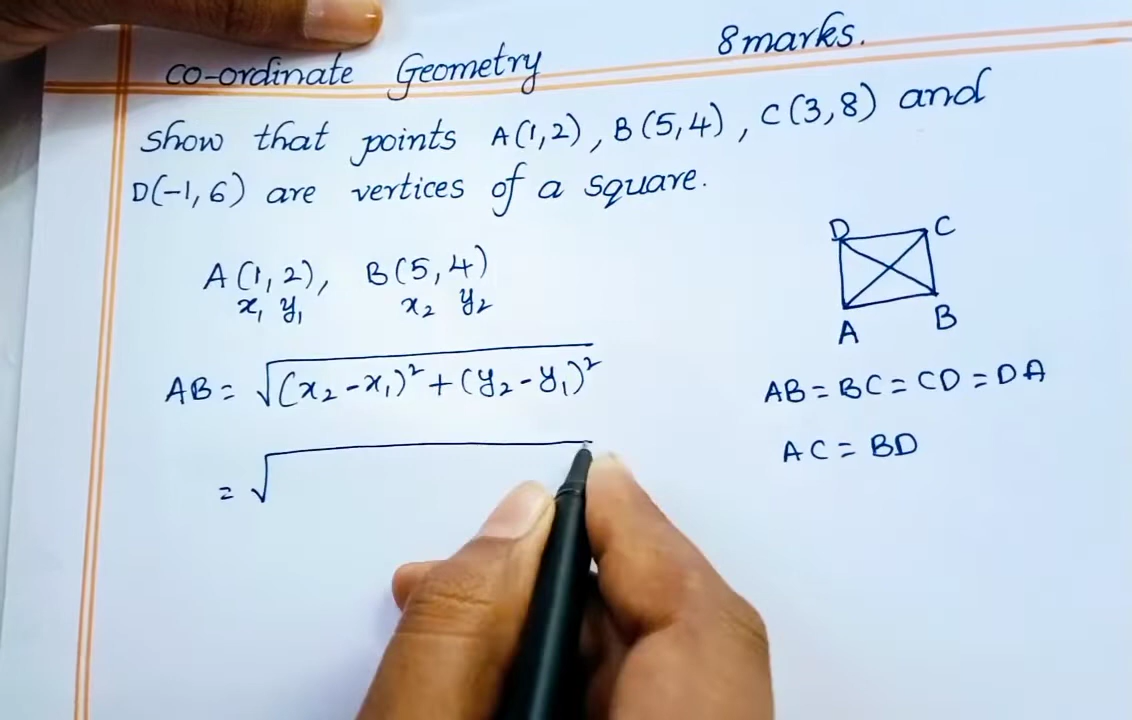 co-ordinate Geometry 8 marks.
show that points A(1,2), B(5,4), C(3,8) and
D(-1,6) are vertices of a square.
A(1,2), B(5,4)
x₁ y₁ x₂ y₂
AB = √(x₂-x₁)²+(y₂-y₁)²
= √
D C
A B
AB = BC = CD = DA
AC = BD